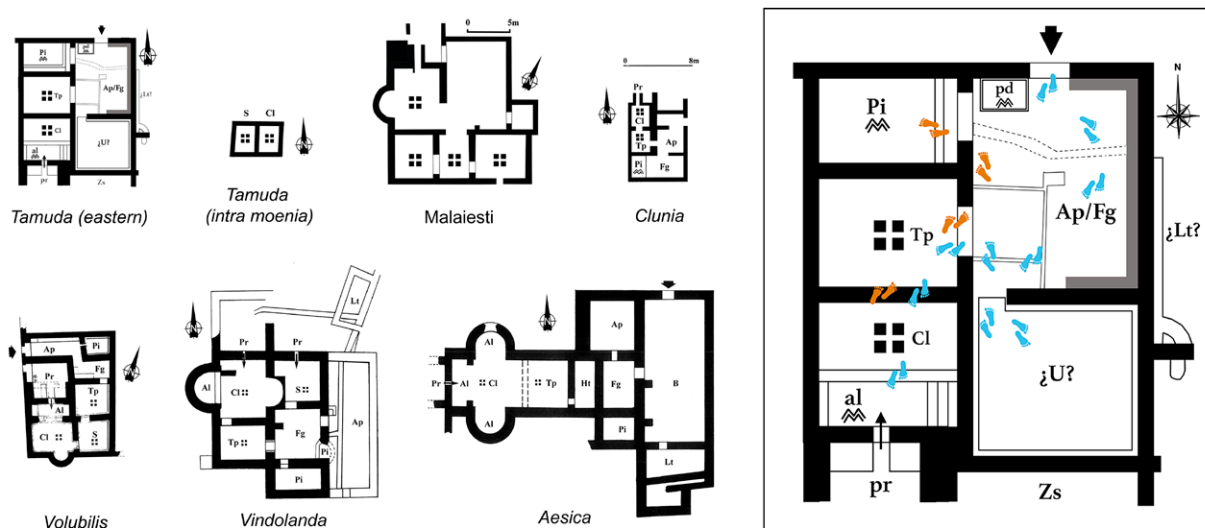 Pi
pd
Tp
Ap/Fg
¿Lt?
Cl
¿U?
al
pr
Zs
Tamuda (eastern)
S Cl
Tamuda
(intra moenia)
0 5m
Malaiesti
0 8m
Pr
Cl
Tp
Ap
Pi
Fg
Clunia
Ap
Pi
Pr
Fg
Tp
Al
Cl
S
Volubilis
Lt
Pr Pr
Al
Cl
S
Ap
Tp
Fg
Pi
Pi
Vindolanda
Al
Ap
Pr
Al
Cl
Tp
Ht
Fg
B
Al
Pi
Lt
Aesica
N
Pi
pd
Tp
Ap/Fg
¿Lt?
Cl
¿U?
al
pr
Zs